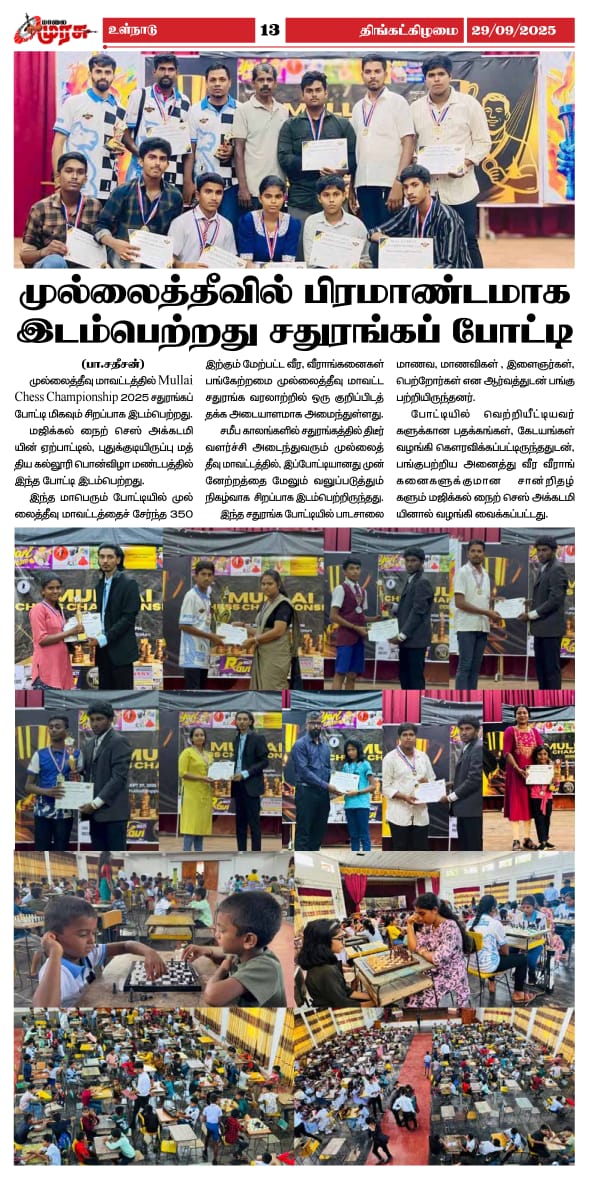 மாலை
முரசு
உள்நாடு
13
திங்கட்கிழமை
29/09/2025
முல்லைத்தீவில் பிரமாண்டமாக
இடம்பெற்றது சதுரங்கப் போட்டி
(பா.சதீசன்)
முல்லைத்தீவு மாவட்டத்தில் Mullai
Chess Championship 2025 சதுரங்கப்
போட்டி மிகவும் சிறப்பாக இடம்பெற்றது.
மஜிக்கல் நைற் செஸ் அக்கடமி
யின் ஏற்பாட்டில், புதுக்குடியிருப்பு மத்
திய கல்லூரி பொன்விழா மண்டபத்தில்
இந்த போட்டி இடம்பெற்றது.
இந்த மாபெரும் போட்டியில் முல்
லைத்தீவு மாவட்டத்தைச் சேர்ந்த 350
இற்கும் மேற்பட்ட வீர, வீராங்கனைகள்
பங்கேற்றமை முல்லைத்தீவு மாவட்ட
சதுரங்க வரலாற்றில் ஒரு குறிப்பிடத்
தக்க அடையாளமாக அமைந்துள்ளது.
சமீப காலங்களில் சதுரங்கத்தில் திடீர்
வளர்ச்சி அடைந்துவரும் முல்லைத்
தீவு மாவட்டத்தில், இப்போட்டியானது முன்
னேற்றத்தை மேலும் வலுப்படுத்தும்
நிகழ்வாக சிறப்பாக இடம்பெற்றிருந்தது.
இந்த சதுரங்க போட்டியில் பாடசாலை
மாணவ, மாணவிகள் , இளைஞர்கள்,
பெற்றோர்கள் என ஆர்வத்துடன் பங்கு
பற்றியிருந்தனர்.
போட்டியில் வெற்றியீட்டியவர்
களுக்கான பதக்கங்கள், கேடயங்கள்
வழங்கி கௌரவிக்கப்பட்டிருந்ததுடன்,
பங்குபற்றிய அனைத்து வீர வீராங்
கனைகளுக்குமான சான்றிதழ்
களும் மஜிக்கல் நைற் செஸ் அக்கடமி
யினால் வழங்கி வைக்கப்பட்டது.